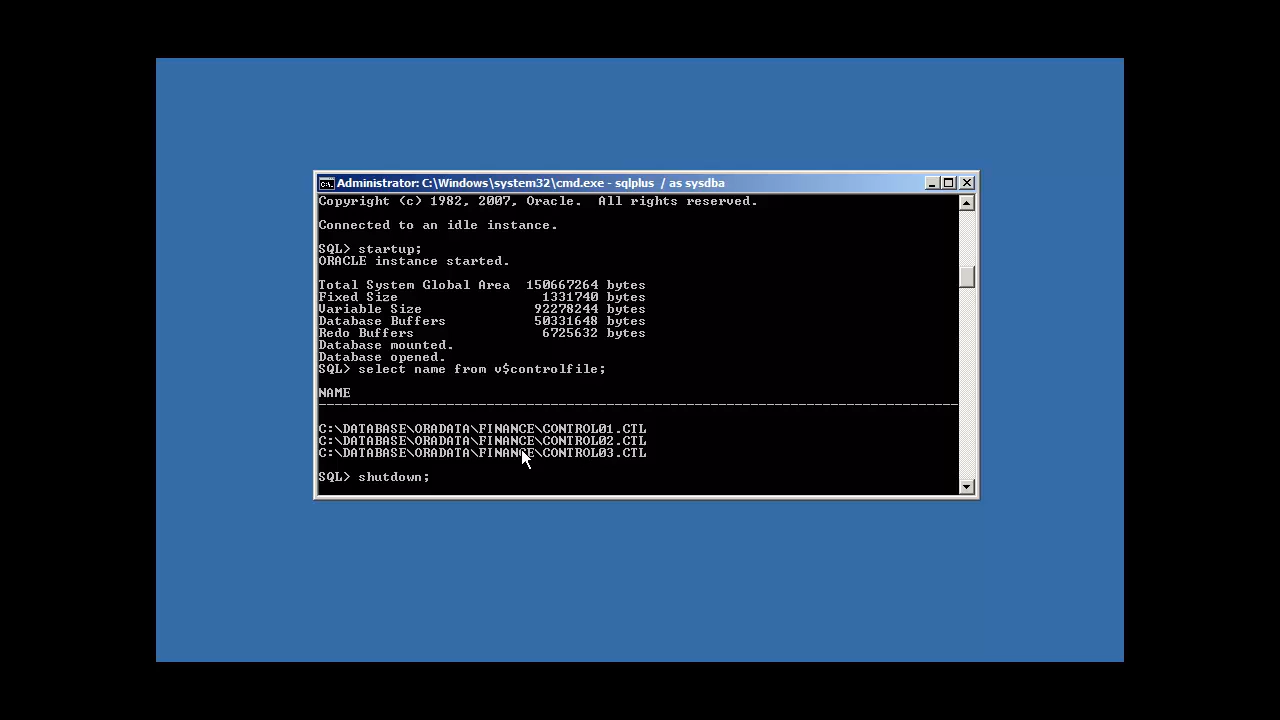 Administrator: C:\Windows\system32\cmd.exe - sqlplus / as sysdba
Copyright (c) 1982, 2007, Oracle.  All rights reserved.
Connected to an idle instance.
SQL> startup;
ORACLE instance started.
Total System Global Area  150667264 bytes
Fixed Size                  1331740 bytes
Variable Size              92278244 bytes
Database Buffers           50331648 bytes
Redo Buffers                6725632 bytes
Database mounted.
Database opened.
SQL> select name from v$controlfile;
NAME
--------------------------------------------------------------------------------
C:\DATABASE\ORADATA\FINANCE\CONTROL01.CTL
C:\DATABASE\ORADATA\FINANCE\CONTROL02.CTL
C:\DATABASE\ORADATA\FINANCE\CONTROL03.CTL
SQL> shutdown;